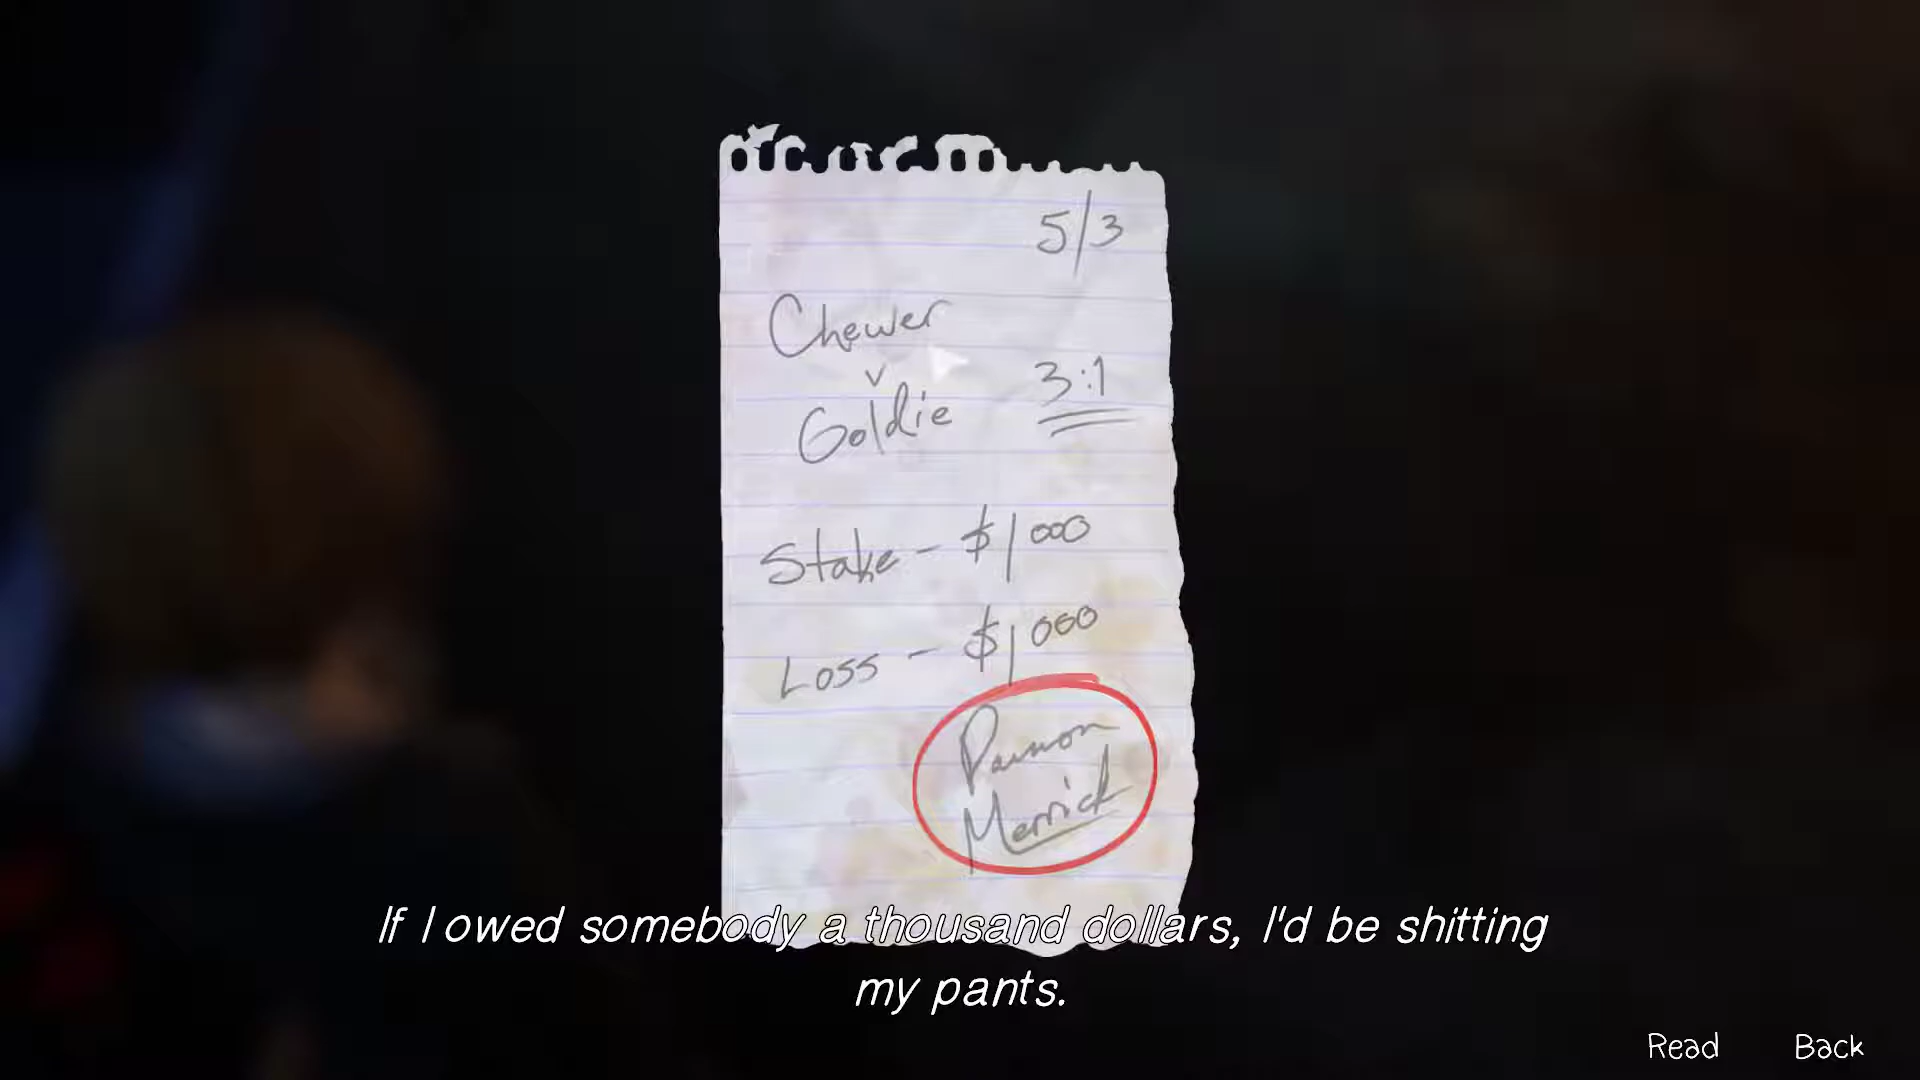 5/3
Chewer
v
Goldie 3:1
Stake - $1000
Loss - $1000
Damon
Merrick
If I owed somebody a thousand dollars, I'd be shitting
my pants.
Read Back